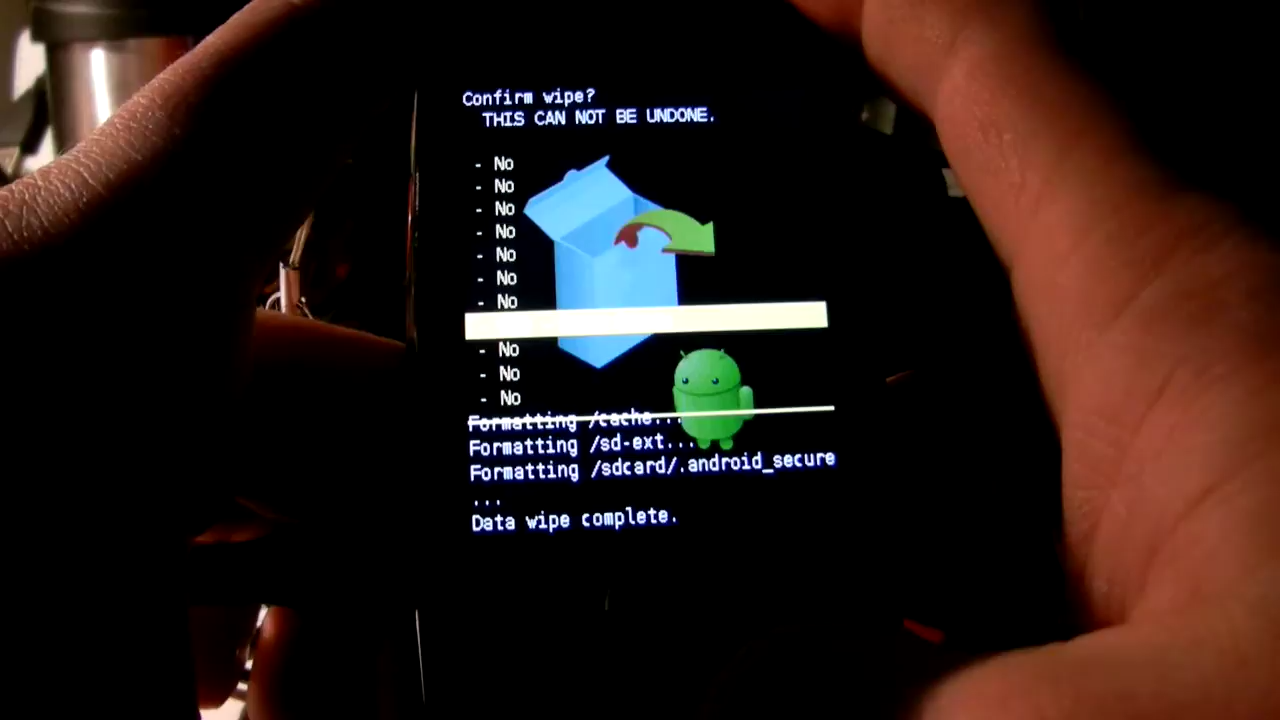 Confirm wipe?
THIS CAN NOT BE UNDONE.
- No
- No
- No
- No
- No
- No
- No
- No
- No
- No
Formatting /cache...
Formatting /sd-ext...
Formatting /sdcard/.android_secure
...
Data wipe complete.